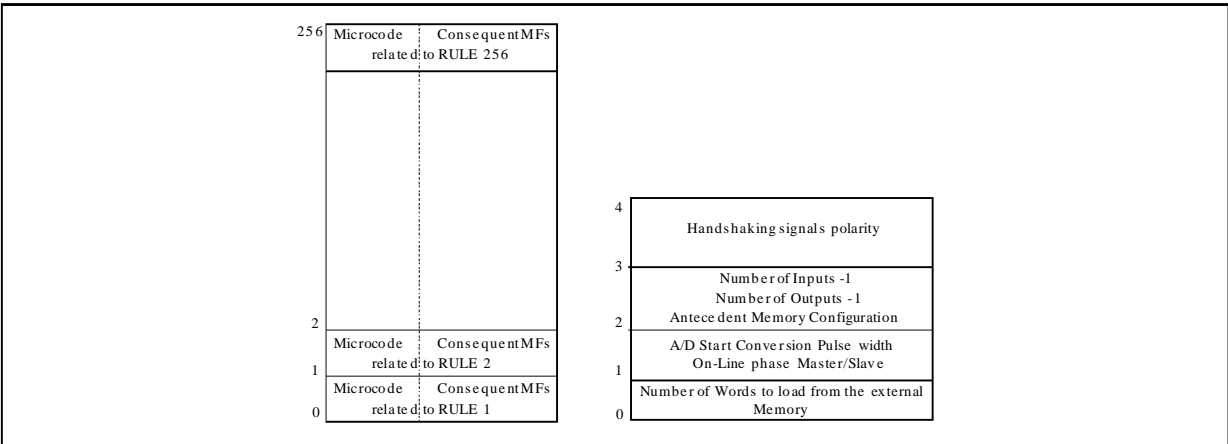 256
Microcode ConsequentMFs
related to RULE 256
2
Microcode ConsequentMFs
related to RULE 2
1
Microcode ConsequentMFs
related to RULE 1
0
4
Handshaking signals polarity
3
Number of Inputs -1
Number of Outputs -1
Antecedent Memory Configuration
2
A/D Start Conversion Pulse width
On-Line phase Master/Slave
1
Number of Words to load from the external
Memory
0